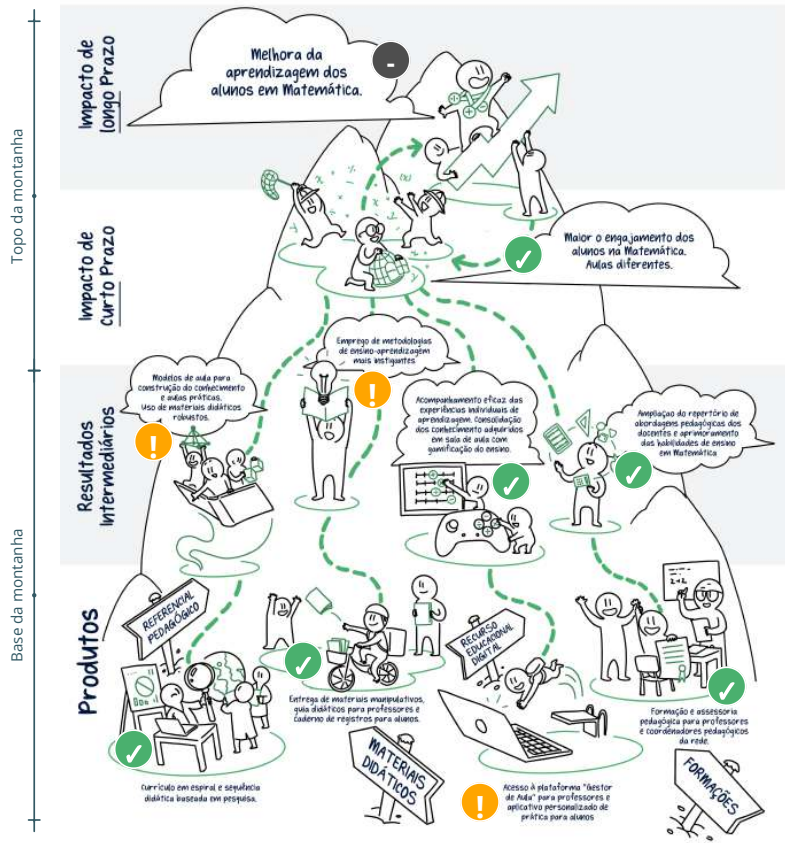 Topo da montanha
Base da montanha
Impacto de
longo Prazo
Melhora da
aprendizagem dos
alunos em Matemática.
-
Impacto de
Curto Prazo
Maior o engajamento dos
alunos na Matemática.
Aulas diferentes.
✓
Resultados
Intermediários
Modelos de aula para
construção do conhecimento
e aulas práticas.
Uso de materiais didáticos
robustos.
!
Emprego de metodologias
de ensino-aprendizagem
mais instigantes
!
Acompanhamento eficaz das
experiências individuais de
aprendizagem. Consolidação
dos conhecimento adquiridos
em sala de aula com
gamificação do ensino.
✓
Ampliação do repertório de
abordagens pedagógicas dos
docentes e aprimoramento
das habilidades de ensino
em Matemática
✓
Produtos
REFERENCIAL
PEDAGÓGICO
✓
Currículo em espiral e sequência
didática baseada em pesquisa.
✓
Entrega de materiais manipulativos,
guia didáticos para professores e
caderno de registros para alunos.
MATERIAIS
DIDÁTICOS
RECURSO
EDUCACIONAL
DIGITAL
!
Acesso à plataforma "Gestor
de Aula" para professores e
aplicativo personalizado de
prática para alunos
2+2
✓
Formação e assessoria
pedagógica para professores
e coordenadores pedagógicos
da rede.
FORMAÇÕES